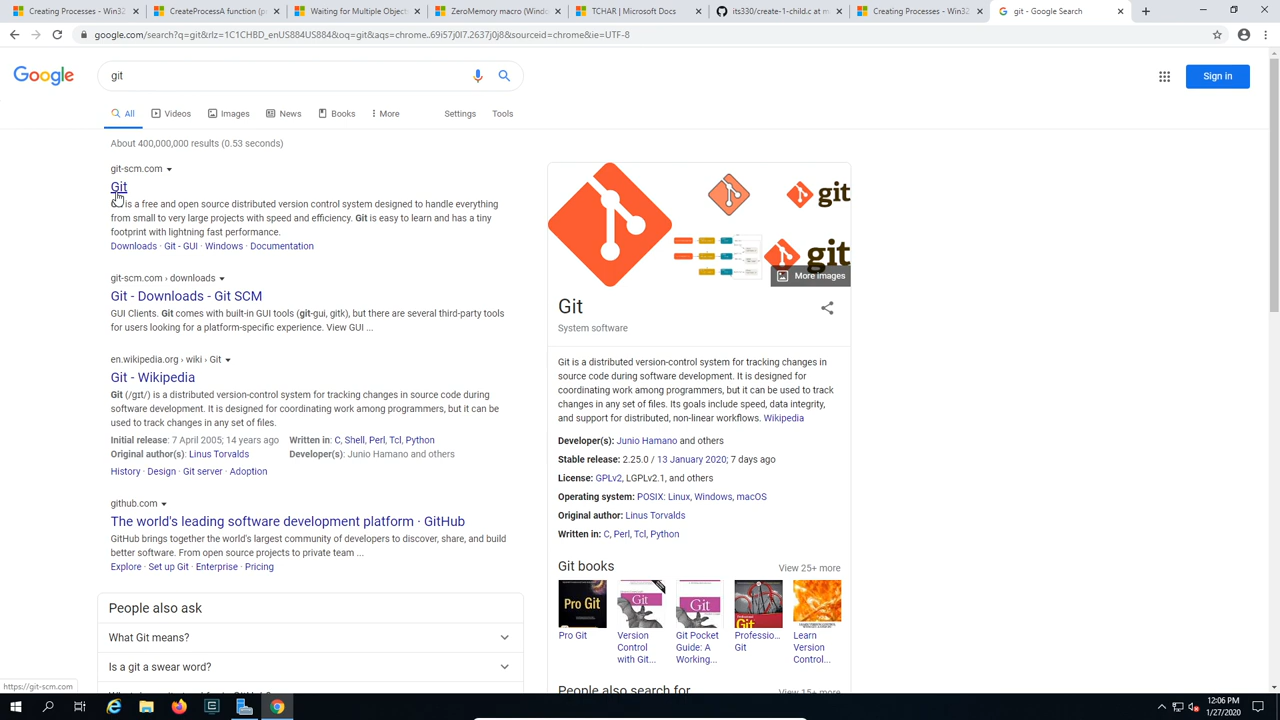 Creating Processes - Win32
CreateProcessA function (p
Waiting for Multiple Object
ZeroMemory macro (Window
TCHAR | Microsoft Docs
its330/create-1-child.c at m
Creating Processes - Win32
git - Google Search
google.com/search?q=git&rlz=1C1CHBD_enUS884US884&oq=git&aqs=chrome..69i57j0l7.2637j0j8&sourceid=chrome&ie=UTF-8
Google
git
Sign in
All
Videos
Images
News
Books
More
Settings
Tools
About 400,000,000 results (0.53 seconds)
git-scm.com
Git
is a free and open source distributed version control system designed to handle everything
from small to very large projects with speed and efficiency. Git is easy to learn and has a tiny
footprint with lightning fast performance.
Downloads · Git - GUI · Windows · Documentation
git-scm.com › downloads
Git - Downloads - Git SCM
GUI Clients. Git comes with built-in GUI tools (git-gui, gitk), but there are several third-party tools
for users looking for a platform-specific experience. View GUI ...
en.wikipedia.org › wiki › Git
Git - Wikipedia
Git (/ɡɪt/) is a distributed version-control system for tracking changes in source code during
software development. It is designed for coordinating work among programmers, but it can be
used to track changes in any set of files.
Initial release: 7 April 2005; 14 years ago Written in: C, Shell, Perl, Tcl, Python
Original author(s): Linus Torvalds Developer(s): Junio Hamano and others
History · Design · Git server · Adoption
github.com
The world's leading software development platform · GitHub
GitHub brings together the world's largest community of developers to discover, share, and build
better software. From open source projects to private team ...
Explore · Set up Git · Enterprise · Pricing
People also ask
What Git means?
Is a git a swear word?
git
git
More images
Git
System software
Git is a distributed version-control system for tracking changes in
source code during software development. It is designed for
coordinating work among programmers, but it can be used to track
changes in any set of files. Its goals include speed, data integrity,
and support for distributed, non-linear workflows. Wikipedia
Developer(s): Junio Hamano and others
Stable release: 2.25.0 / 13 January 2020; 7 days ago
License: GPLv2, LGPLv2.1, and others
Operating system: POSIX: Linux, Windows, macOS
Original author: Linus Torvalds
Written in: C, Perl, Tcl, Python
Git books
View 25+ more
Pro Git
Git
Git
Git
Pro Git
Version
Control
with Git...
Git Pocket
Guide: A
Working...
Professio...
Git
Learn
Version
Control...
People also search for
View 15+ more
https://git-scm.com
12:06 PM
1/27/2020